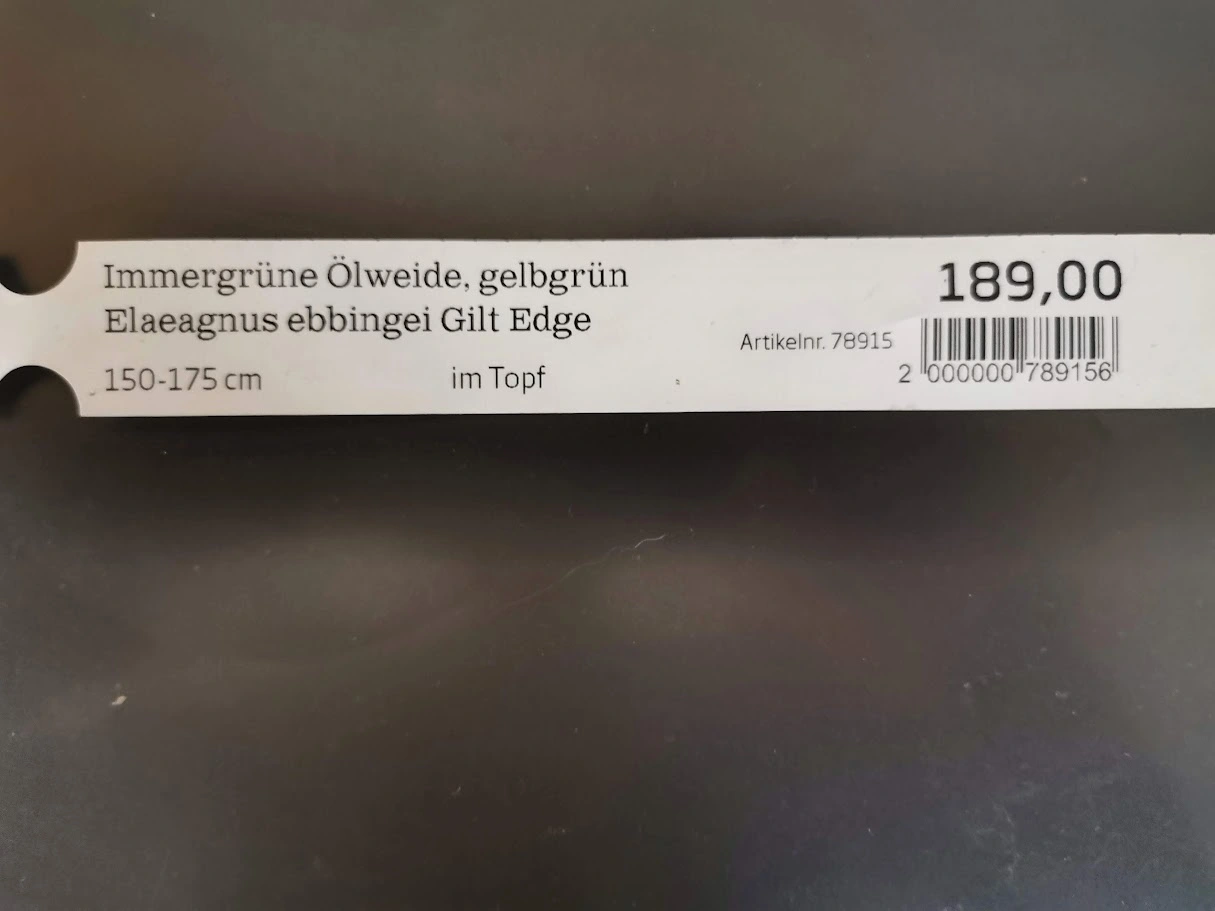 Immergrüne Ölweide, gelbgrün
Elaeagnus ebbingei Gilt Edge
150-175 cm im Topf
189,00
Artikelnr. 78915
2 000000 789156